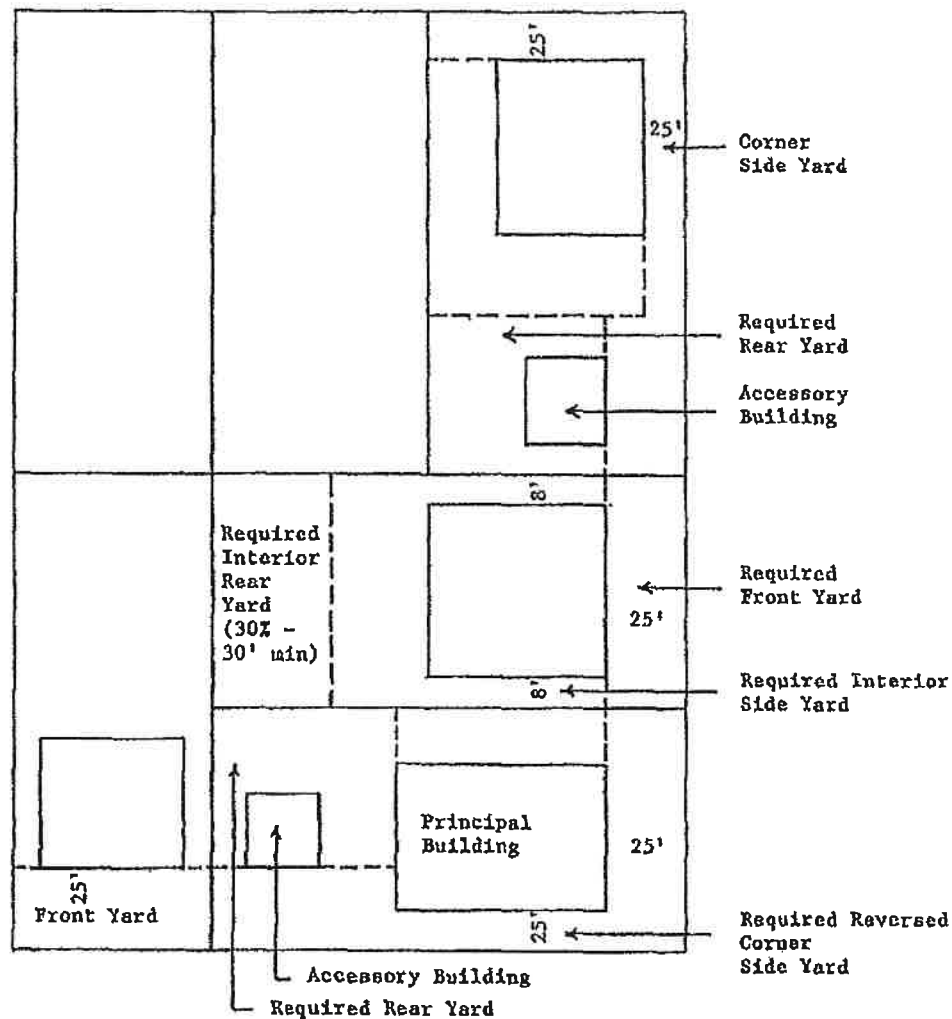 25'
25'
Corner
Side Yard
Required
Rear Yard
Accessory
Building
8'
Required
Interior
Rear
Yard
(30% -
30' min)
Required
Front Yard
25'
8'
Required Interior
Side Yard
Principal
Building
25'
25'
Front Yard
25'
Required Reversed
Corner
Side Yard
Accessory Building
Required Rear Yard